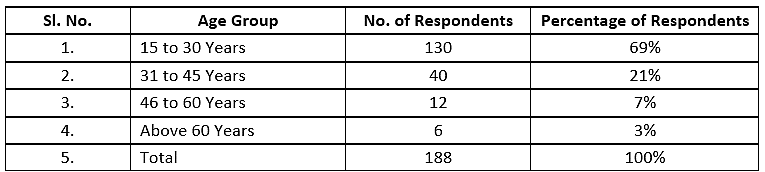 Sl. No. Age Group No. of Respondents Percentage of Respondents
1. 15 to 30 Years 130 69%
2. 31 to 45 Years 40 21%
3. 46 to 60 Years 12 7%
4. Above 60 Years 6 3%
5. Total 188 100%